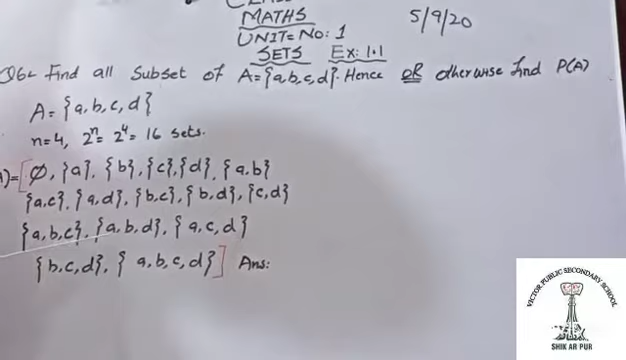 MATHS
5/9/20
UNIT= No: 1
SETS Ex: 1.1
Q6= Find all Subset of A={a,b,c,d}. Hence OR otherwise find P(A)
A = {a, b, c, d}
n=4, 2ⁿ= 2⁴= 16 sets.
A)=[ ∅, {a}, {b}, {c}, {d}, {a,b}
{a,c}, {a,d}, {b,c}, {b,d}, {c,d}
{a,b,c}, {a,b,d}, {a,c,d}
{b,c,d}, { a,b,c,d} ] Ans:
VICTOR PUBLIC SECONDARY SCHOOL
SHIKARPUR